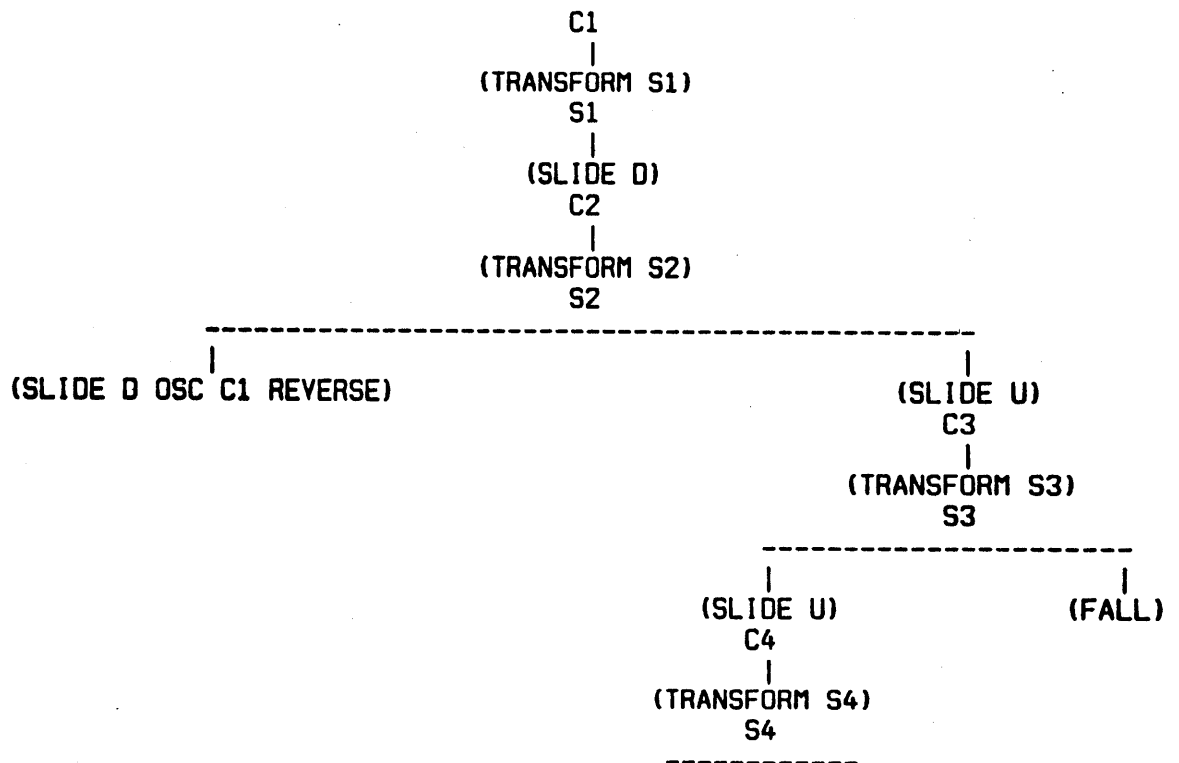 C1
(TRANSFORM S1)
S1
(SLIDE D)
C2
(TRANSFORM S2)
S2
(SLIDE D OSC C1 REVERSE) (SLIDE U)
C3
(TRANSFORM S3)
S3
(SLIDE U) (FALL)
C4
(TRANSFORM S4)
S4